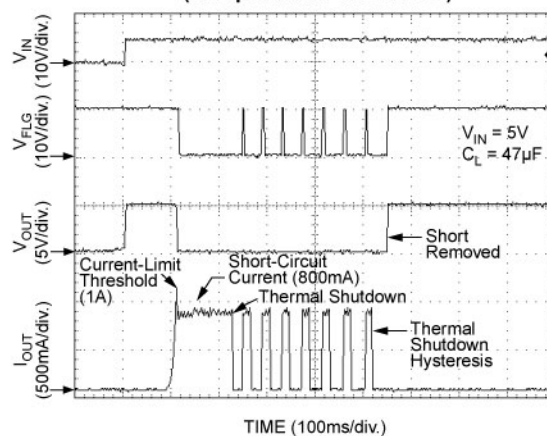 V_IN
(10V/div.)
V_FLG
(10V/div.)
V_IN = 5V
C_L = 47µF
V_OUT
(5V/div.)
Short
Removed
Current-Limit
Threshold
(1A)
Short-Circuit
Current (800mA)
Thermal Shutdown
I_OUT
(500mA/div.)
Thermal
Shutdown
Hysteresis
TIME (100ms/div.)